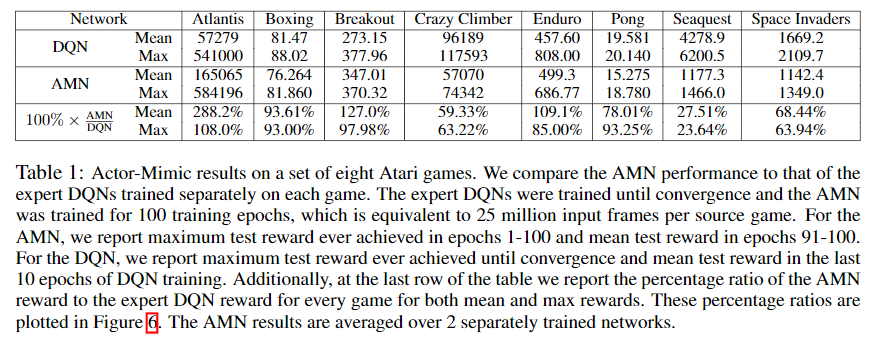 Network Atlantis Boxing Breakout Crazy Climber Enduro Pong Seaquest Space Invaders
DQN Mean 57279 81.47 273.15 96189 457.60 19.581 4278.9 1669.2
Max 541000 88.02 377.96 117593 808.00 20.140 6200.5 2109.7
AMN Mean 165065 76.264 347.01 57070 499.3 15.275 1177.3 1142.4
Max 584196 81.860 370.32 74342 686.77 18.780 1466.0 1349.0
100% × AMN/DQN Mean 288.2% 93.61% 127.0% 59.33% 109.1% 78.01% 27.51% 68.44%
Max 108.0% 93.00% 97.98% 63.22% 85.00% 93.25% 23.64% 63.94%
Table 1: Actor-Mimic results on a set of eight Atari games. We compare the AMN performance to that of the
expert DQNs trained separately on each game. The expert DQNs were trained until convergence and the AMN
was trained for 100 training epochs, which is equivalent to 25 million input frames per source game. For the
AMN, we report maximum test reward ever achieved in epochs 1-100 and mean test reward in epochs 91-100.
For the DQN, we report maximum test reward ever achieved until convergence and mean test reward in the last
10 epochs of DQN training. Additionally, at the last row of the table we report the percentage ratio of the AMN
reward to the expert DQN reward for every game for both mean and max rewards. These percentage ratios are
plotted in Figure 6. The AMN results are averaged over 2 separately trained networks.